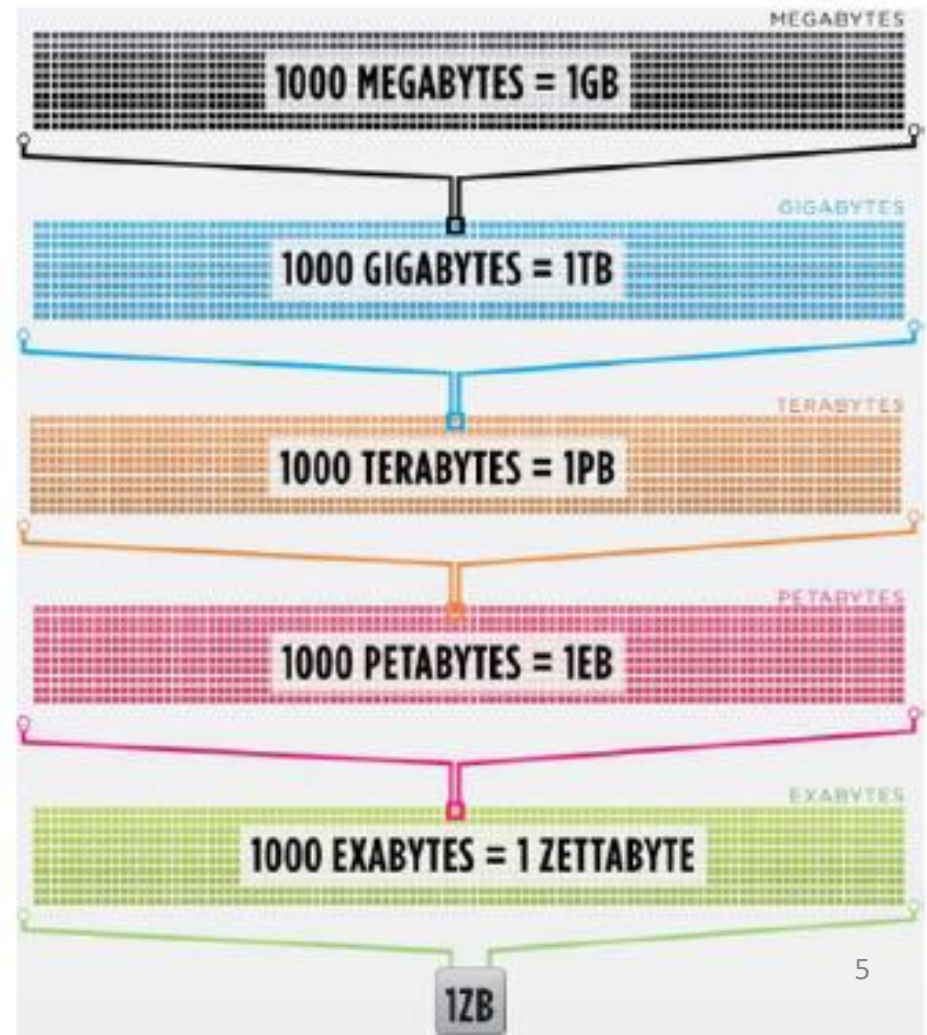 MEGABYTES
1000 MEGABYTES = 1GB
GIGABYTES
1000 GIGABYTES = 1TB
TERABYTES
1000 TERABYTES = 1PB
PETABYTES
1000 PETABYTES = 1EB
EXABYTES
1000 EXABYTES = 1 ZETTABYTE
5
1ZB